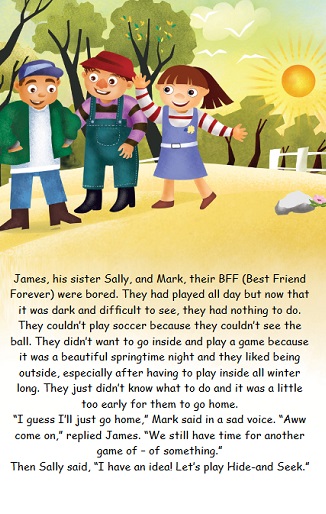 James, his sister Sally, and Mark, their BFF (Best Friend
Forever) were bored. They had played all day but now that
it was dark and difficult to see, they had nothing to do.
They couldn't play soccer because they couldn't see the
ball. They didn't want to go inside and play a game because
it was a beautiful springtime night and they liked being
outside, especially after having to play inside all winter
long. They just didn't know what to do and it was a little
too early for them to go home.
“I guess I'll just go home,” Mark said in a sad voice. “Aww
come on,” replied James. “We still have time for another
game of – of something.”
Then Sally said, “I have an idea! Let's play Hide-and Seek.”